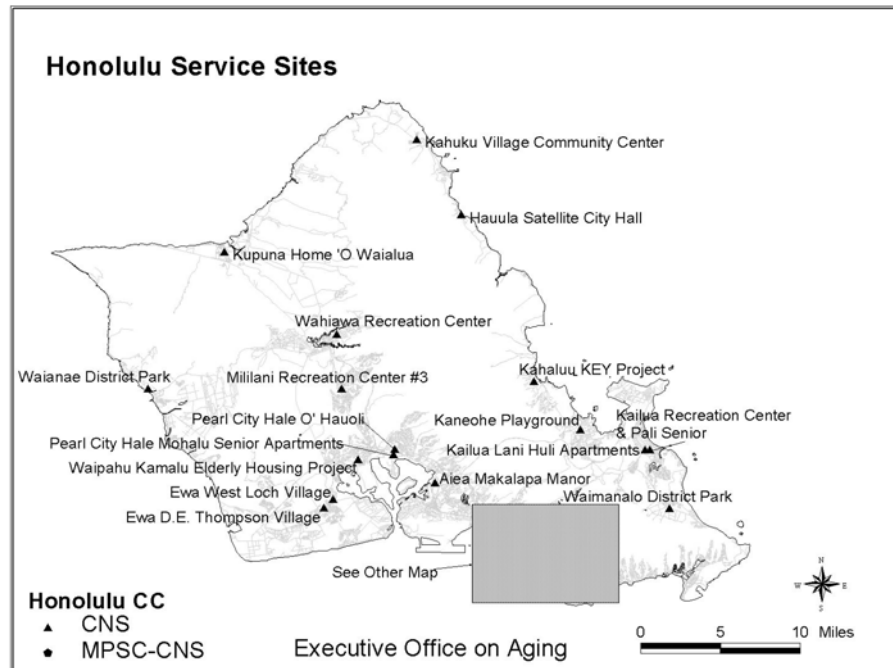 Honolulu Service Sites
Kahuku Village Community Center
Hauula Satellite City Hall
Kupuna Home 'O Waialua
Wahiawa Recreation Center
Kahaluu KEY Project
Waianae District Park
Mililani Recreation Center #3
Pearl City Hale O' Hauoli
Kaneohe Playground
Kailua Recreation Center
& Pali Senior
Pearl City Hale Mohalu Senior Apartments
Kailua Lani Huli Apartments
Waipahu Kamalu Elderly Housing Project
Aiea Makalapa Manor
Ewa West Loch Village
Waimanalo District Park
Ewa D.E. Thompson Village
See Other Map
N
W E
S
Honolulu CC
CNS
MPSC-CNS
Executive Office on Aging
0 5 10 Miles